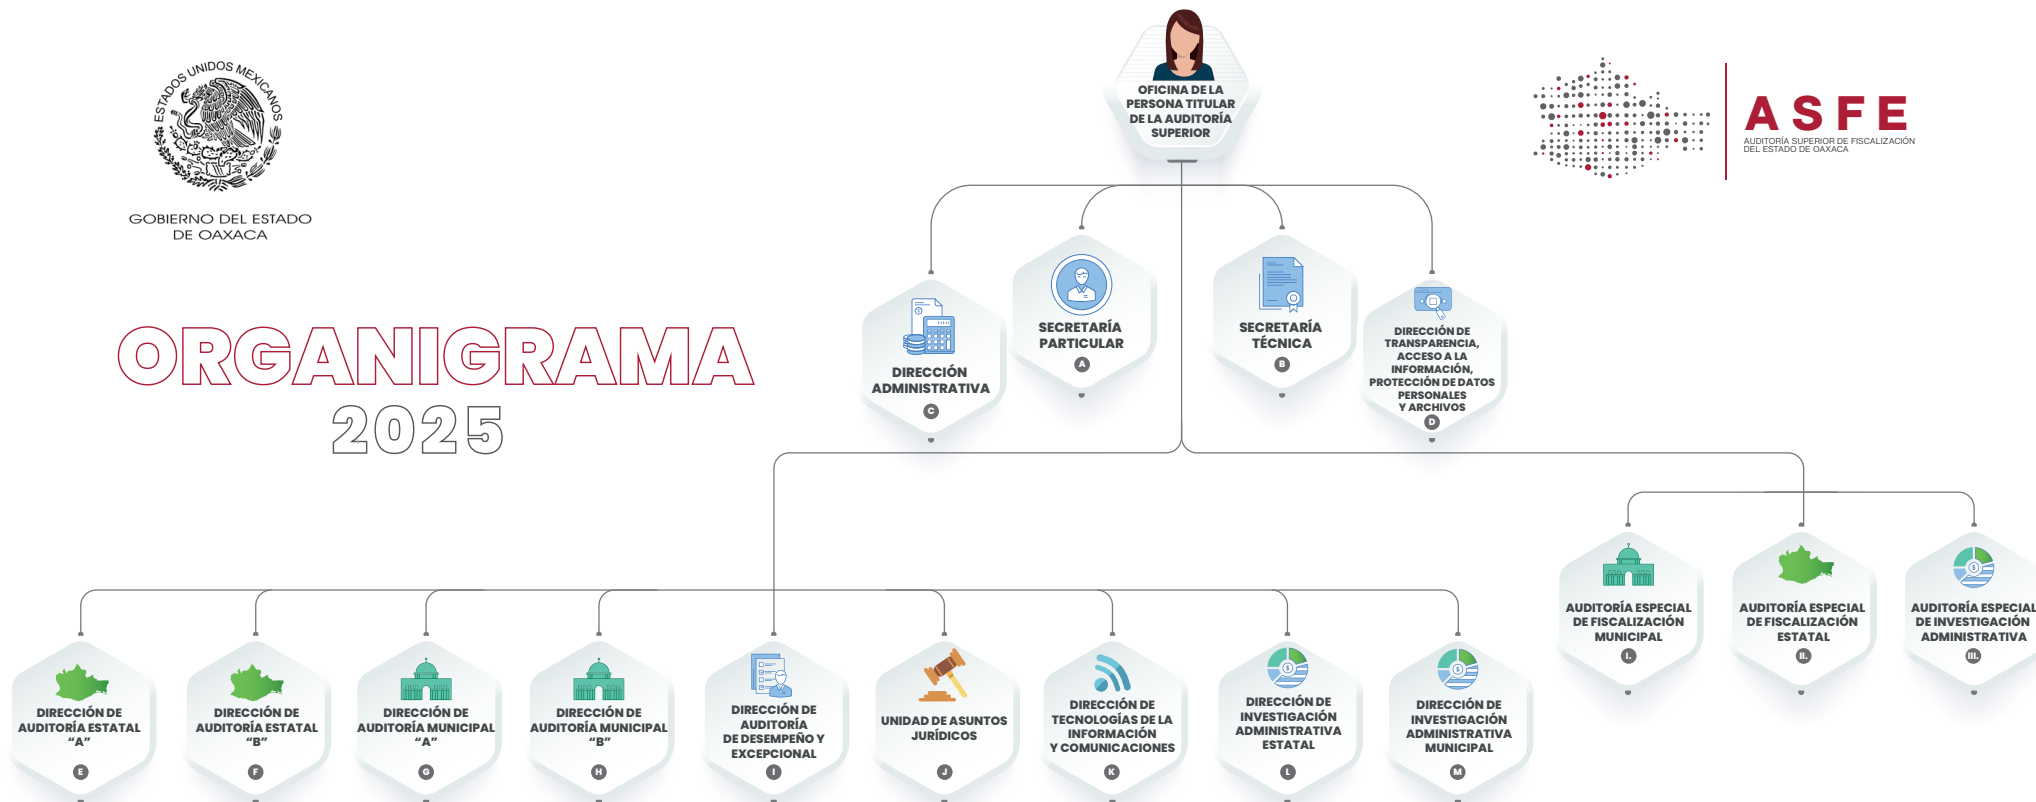 ESTADOS UNIDOS MEXICANOS
GOBIERNO DEL ESTADO
DE OAXACA
ORGANIGRAMA
2025
OFICINA DE LA
PERSONA TITULAR
DE LA AUDITORÍA
SUPERIOR
ASFE
AUDITORÍA SUPERIOR DE FISCALIZACIÓN
DEL ESTADO DE OAXACA
DIRECCIÓN
ADMINISTRATIVA
C
SECRETARÍA
PARTICULAR
A
SECRETARÍA
TÉCNICA
B
DIRECCIÓN DE
TRANSPARENCIA,
ACCESO A LA
INFORMACIÓN,
PROTECCIÓN DE DATOS
PERSONALES
Y ARCHIVOS
D
AUDITORÍA ESPECIAL
DE FISCALIZACIÓN
MUNICIPAL
I.
AUDITORÍA ESPECIAL
DE FISCALIZACIÓN
ESTATAL
II.
AUDITORÍA ESPECIAL
DE INVESTIGACIÓN
ADMINISTRATIVA
III.
DIRECCIÓN DE
AUDITORÍA ESTATAL
“A”
E
DIRECCIÓN DE
AUDITORÍA ESTATAL
“B”
F
DIRECCIÓN DE
AUDITORÍA MUNICIPAL
“A”
G
DIRECCIÓN DE
AUDITORÍA MUNICIPAL
“B”
H
DIRECCIÓN DE
AUDITORÍA
DE DESEMPEÑO Y
EXCEPCIONAL
I
UNIDAD DE ASUNTOS
JURÍDICOS
J
DIRECCIÓN DE
TECNOLOGÍAS DE LA
INFORMACIÓN
Y COMUNICACIONES
K
DIRECCIÓN DE
INVESTIGACIÓN
ADMINISTRATIVA
ESTATAL
L
DIRECCIÓN DE
INVESTIGACIÓN
ADMINISTRATIVA
MUNICIPAL
M